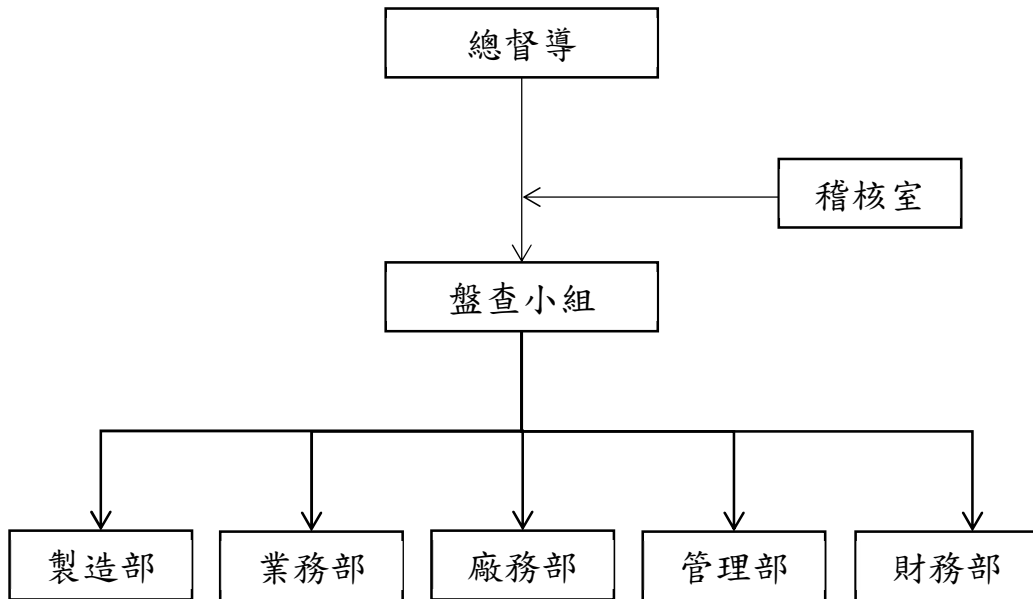 總督導
稽核室
盤查小組
製造部
業務部
廠務部
管理部
財務部